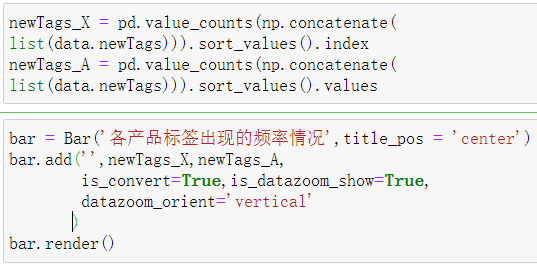 newTags_X = pd.value_counts(np.concatenate(
list(data.newTags))).sort_values().index
newTags_A = pd.value_counts(np.concatenate(
list(data.newTags))).sort_values().values
bar = Bar('各产品标签出现的频率情况',title_pos = 'center')
bar.add('',newTags_X,newTags_A,
is_convert=True,is_datazoom_show=True,
datazoom_orient='vertical'
)
bar.render()